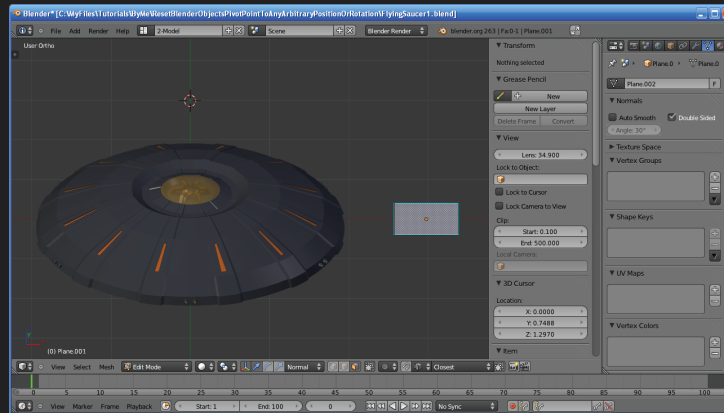 Blender* [C:\MyFiles\Tutorials\ByMe\ResetBlenderObjectsPivotPointToAnyArbitraryPositionOrRotation\FlyingSaucer1.blend]
File Add Render Help 2-Model Scene Blender Render blender.org 263 | Fa:0-1 | Plane.001
User Ortho
Transform
Nothing selected
Grease Pencil
New
New Layer
Delete Frame Convert
View
Lens: 34.900
Lock to Object:
Lock to Cursor
Lock Camera to View
Clip:
Start: 0.100
End: 500.000
Local Camera:
3D Cursor
Location:
X: 0.0000
Y: 0.7488
Z: 1.2970
Item
Plane.0 Plane.0
Plane.002 F
Normals
Auto Smooth Double Sided
Angle: 30°
Texture Space
Vertex Groups
Shape Keys
UV Maps
Vertex Colors
y
(0) Plane.001
View Select Mesh Edit Mode Normal Closest
0 5 10 15 20 25 30 35 40 45 50 55 60 65 70 75 80 85 90 95 100
View Marker Frame Playback Start: 1 End: 100 0 No Sync